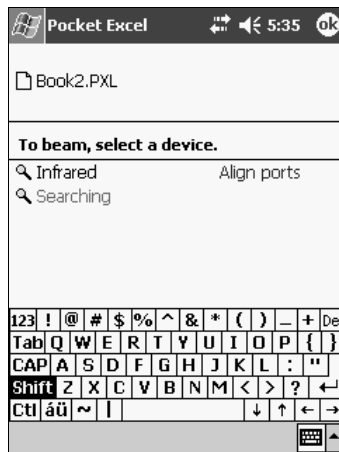 Pocket Excel 5:35 ok
Book2.PXL
To beam, select a device.
Infrared Align ports
Searching
123 ! @ # $ % ^ & * ( ) _ + De
Tab Q W E R T Y U I O P { }
CAP A S D F G H J K L : "
Shift Z X C V B N M < > ? ↵
Ctl áü ~ | ↓ ↑ ← →